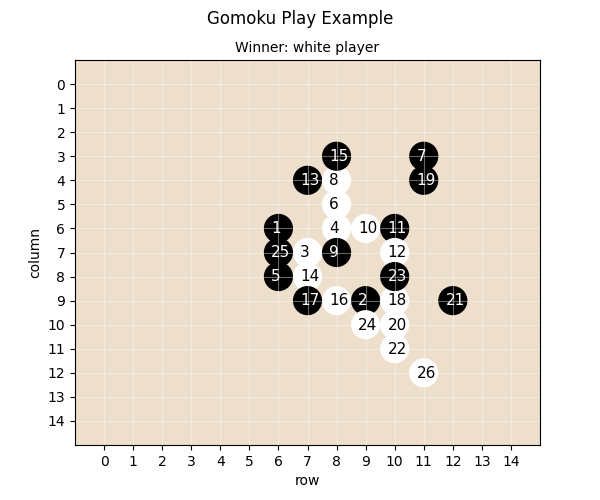 Gomoku Play Example
Winner: white player
0
1
2
3 15 7
4 13 8 19
5 6
6 1 4 10 11
7 25 3 9 12
8 5 14 23
9 17 16 2 18 21
10 24 20
11 22
12 26
13
14
column
0 1 2 3 4 5 6 7 8 9 10 11 12 13 14
row